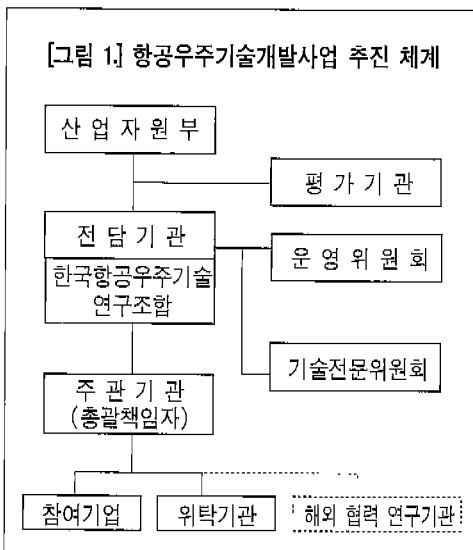 [그림 1.] 항공우주기술개발사업 추진 체계
산 업 자 원 부
평 가 기 관
전 담 기 관
한국항공우주기술
연구조합
운 영 위 원 회
기술전문위원회
주 관 기 관
(총괄책임자)
참여기업
위탁기관
해외 협력 연구기관